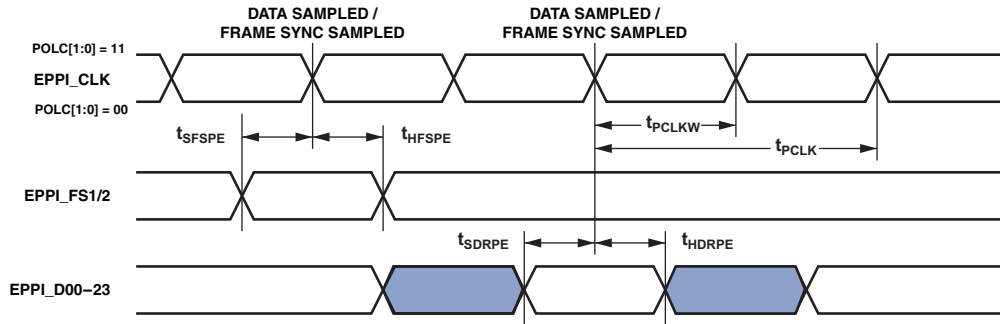 DATA SAMPLED /
FRAME SYNC SAMPLED
DATA SAMPLED /
FRAME SYNC SAMPLED
POLC[1:0] = 11
EPPI_CLK
POLC[1:0] = 00
tSFSPE
tHFSPE
tPCLKW
tPCLK
EPPI_FS1/2
tSDRPE
tHDRPE
EPPI_D00–23